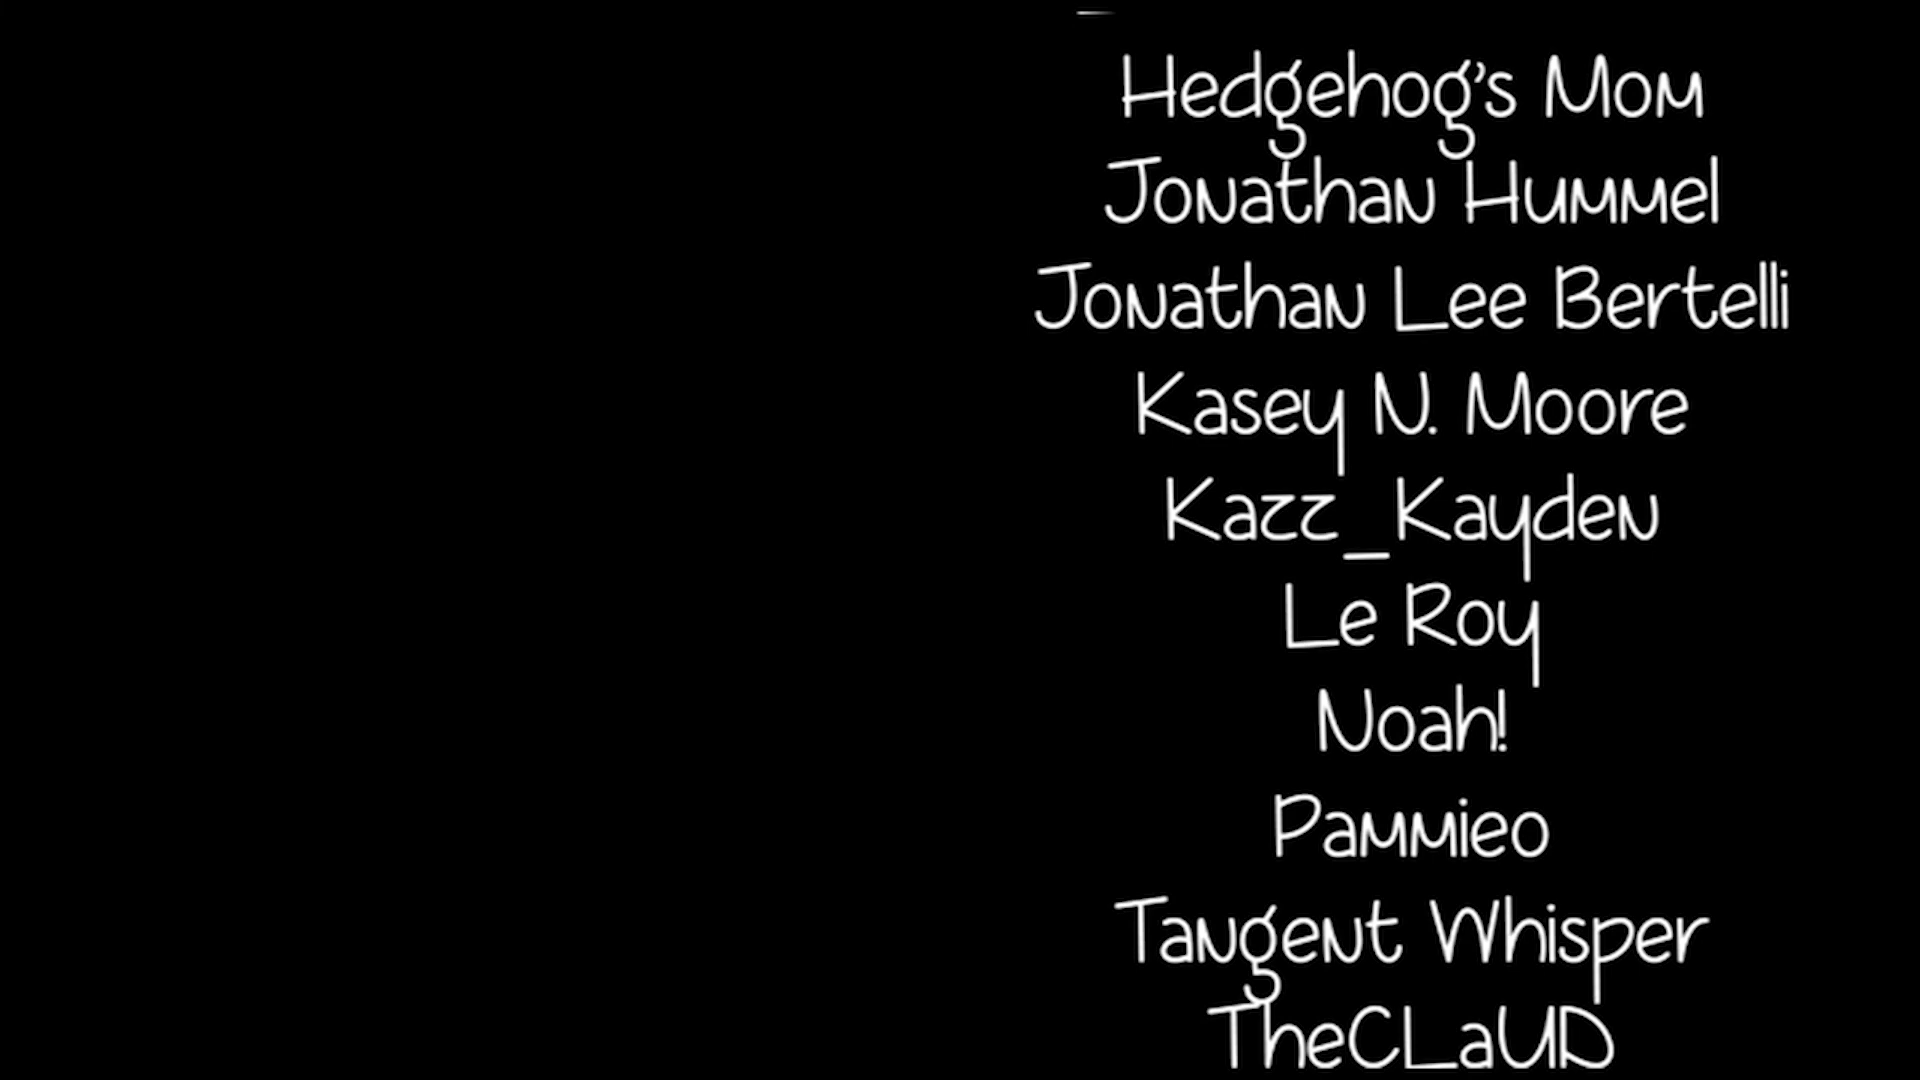 Hedgehog's Mom
Jonathan Hummel
Jonathan Lee Bertelli
Kasey N. Moore
Kazz_Kayden
Le Roy
Noah!
Pammieo
Tangent Whisper
TheCLaUD